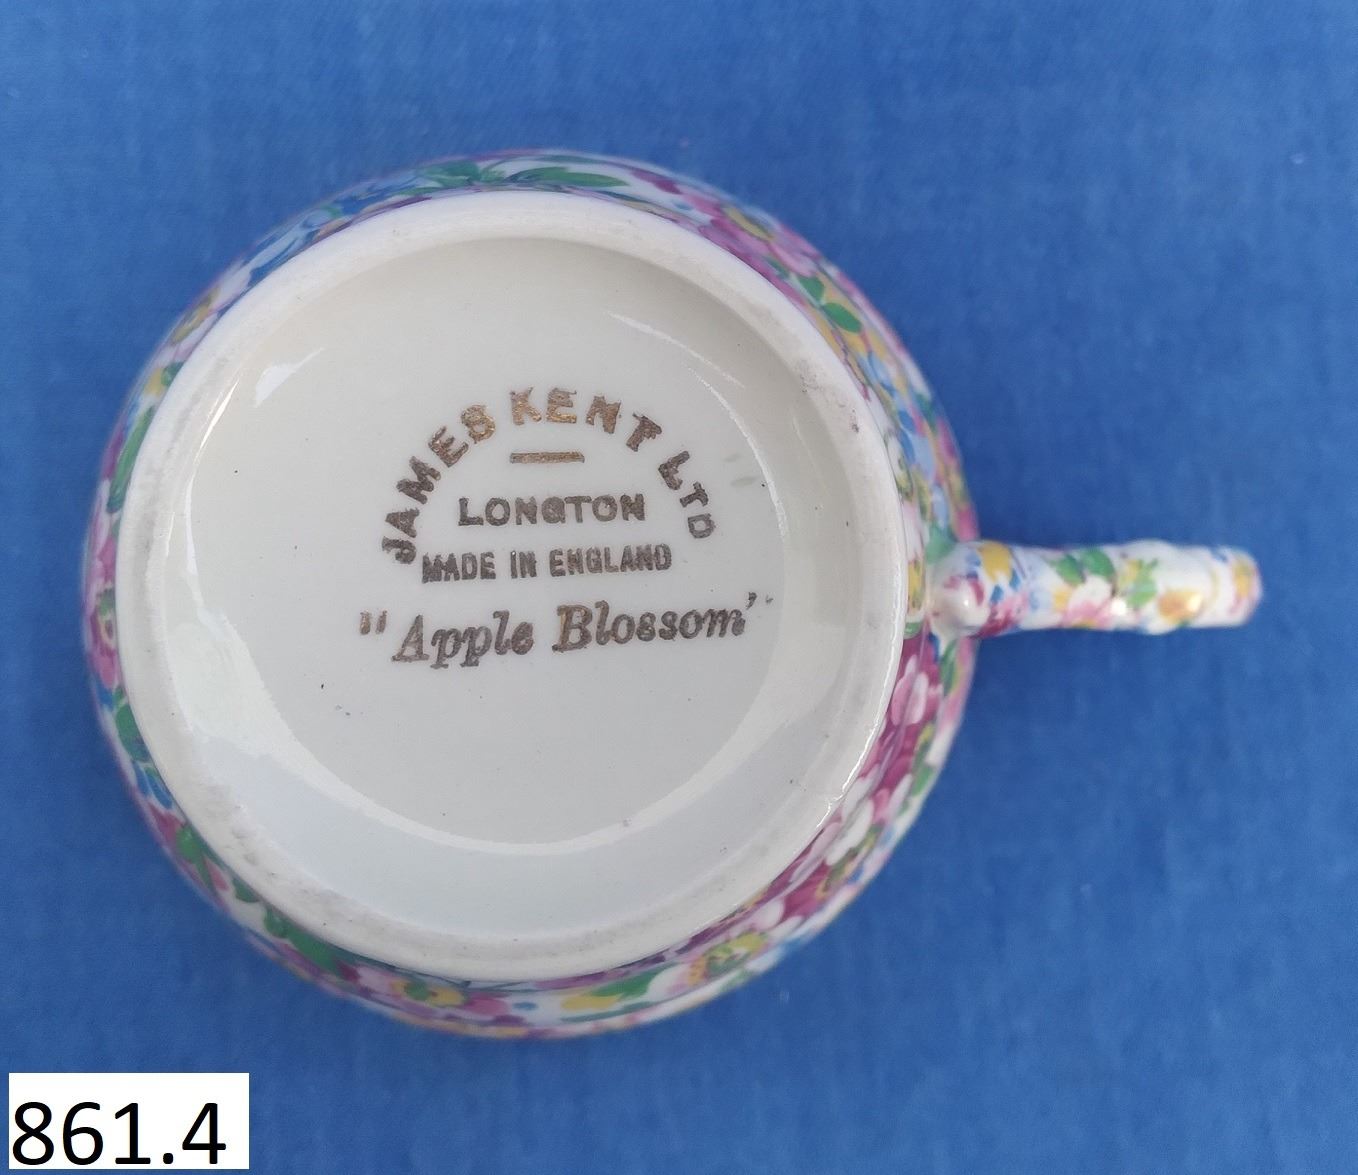 JAMES KENT LTD
LONGTON
MADE IN ENGLAND
"Apple Blossom"
861.4